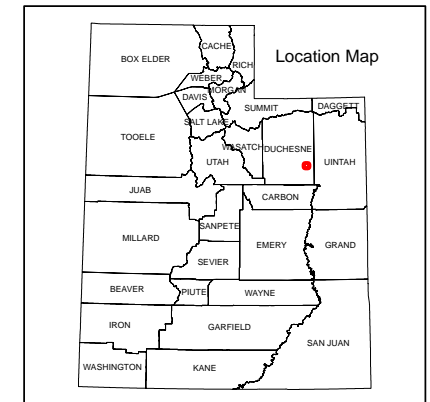 Location Map
BOX ELDER
CACHE
RICH
WEBER
MORGAN
DAVIS
SUMMIT
DAGGETT
SALT LAKE
TOOELE
WASATCH
DUCHESNE
UTAH
UINTAH
JUAB
CARBON
SANPETE
MILLARD
EMERY
GRAND
SEVIER
BEAVER
PIUTE
WAYNE
IRON
GARFIELD
SAN JUAN
WASHINGTON
KANE